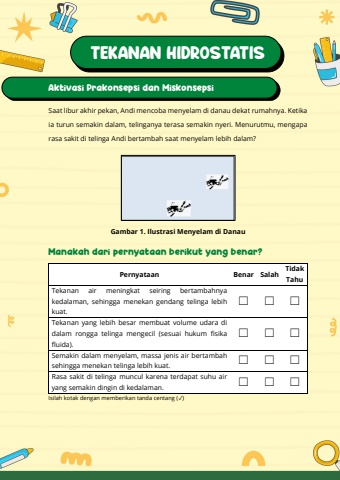 TEKANAN HIDROSTATIS
Aktivasi Prakonsepsi dan Miskonsepsi
Saat libur akhir pekan, Andi mencoba menyelam di danau dekat rumahnya. Ketika
ia turun semakin dalam, telinganya terasa semakin nyeri. Menurutmu, mengapa
rasa sakit di telinga Andi bertambah saat menyelam lebih dalam?
Gambar 1. Ilustrasi Menyelam di Danau
Manakah dari pernyataan berikut yang benar?
Pernyataan Benar Salah Tidak Tahu
Tekanan air meningkat seiring bertambahnya
kedalaman, sehingga menekan gendang telinga lebih
kuat.
Tekanan yang lebih besar membuat volume udara di
dalam rongga telinga mengecil (sesuai hukum fisika
fluida).
Semakin dalam menyelam, massa jenis air bertambah
sehingga menekan telinga lebih kuat.
Rasa sakit di telinga muncul karena terdapat suhu air
yang semakin dingin di kedalaman.
Isilah kotak dengan memberikan tanda centang (✓)